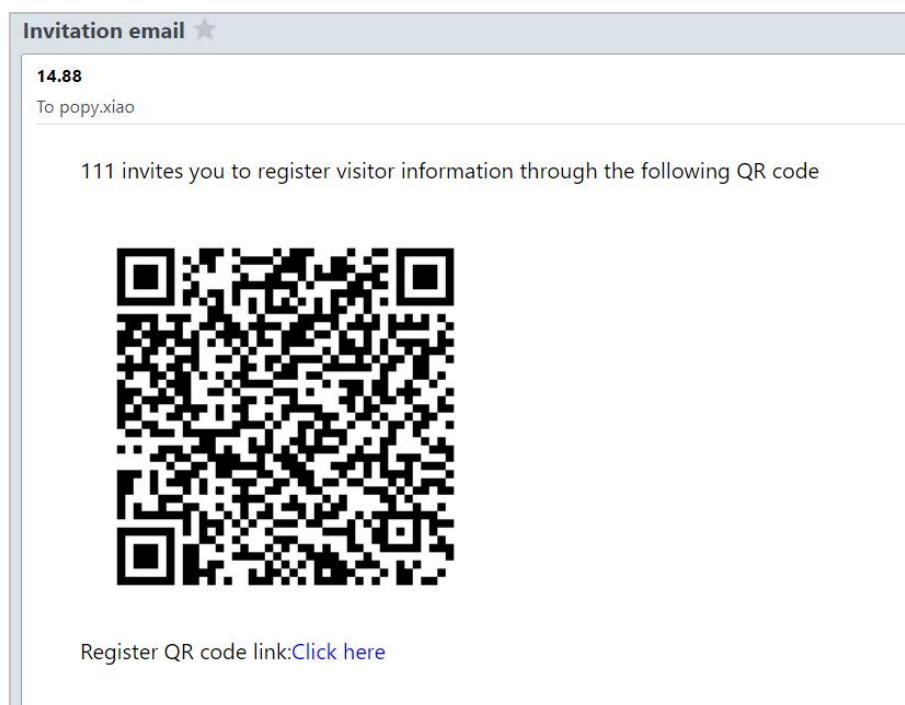 Invitation email
14.88
To popy.xiao
111 invites you to register visitor information through the following QR code
Register QR code link:Click here